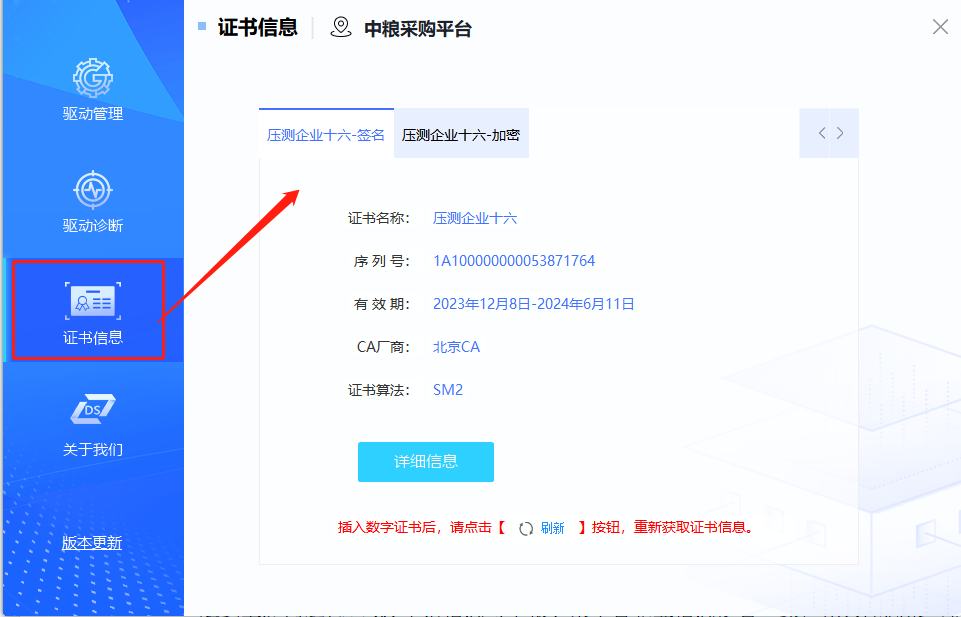 证书信息
中粮采购平台
驱动管理
驱动诊断
证书信息
DS
关于我们
版本更新
压测企业十六-签名
压测企业十六-加密
证书名称: 压测企业十六
序 列 号: 1A100000000053871764
有 效 期: 2023年12月8日-2024年6月11日
CA厂商: 北京CA
证书算法: SM2
详细信息
插入数字证书后，请点击【 刷新 】按钮，重新获取证书信息。